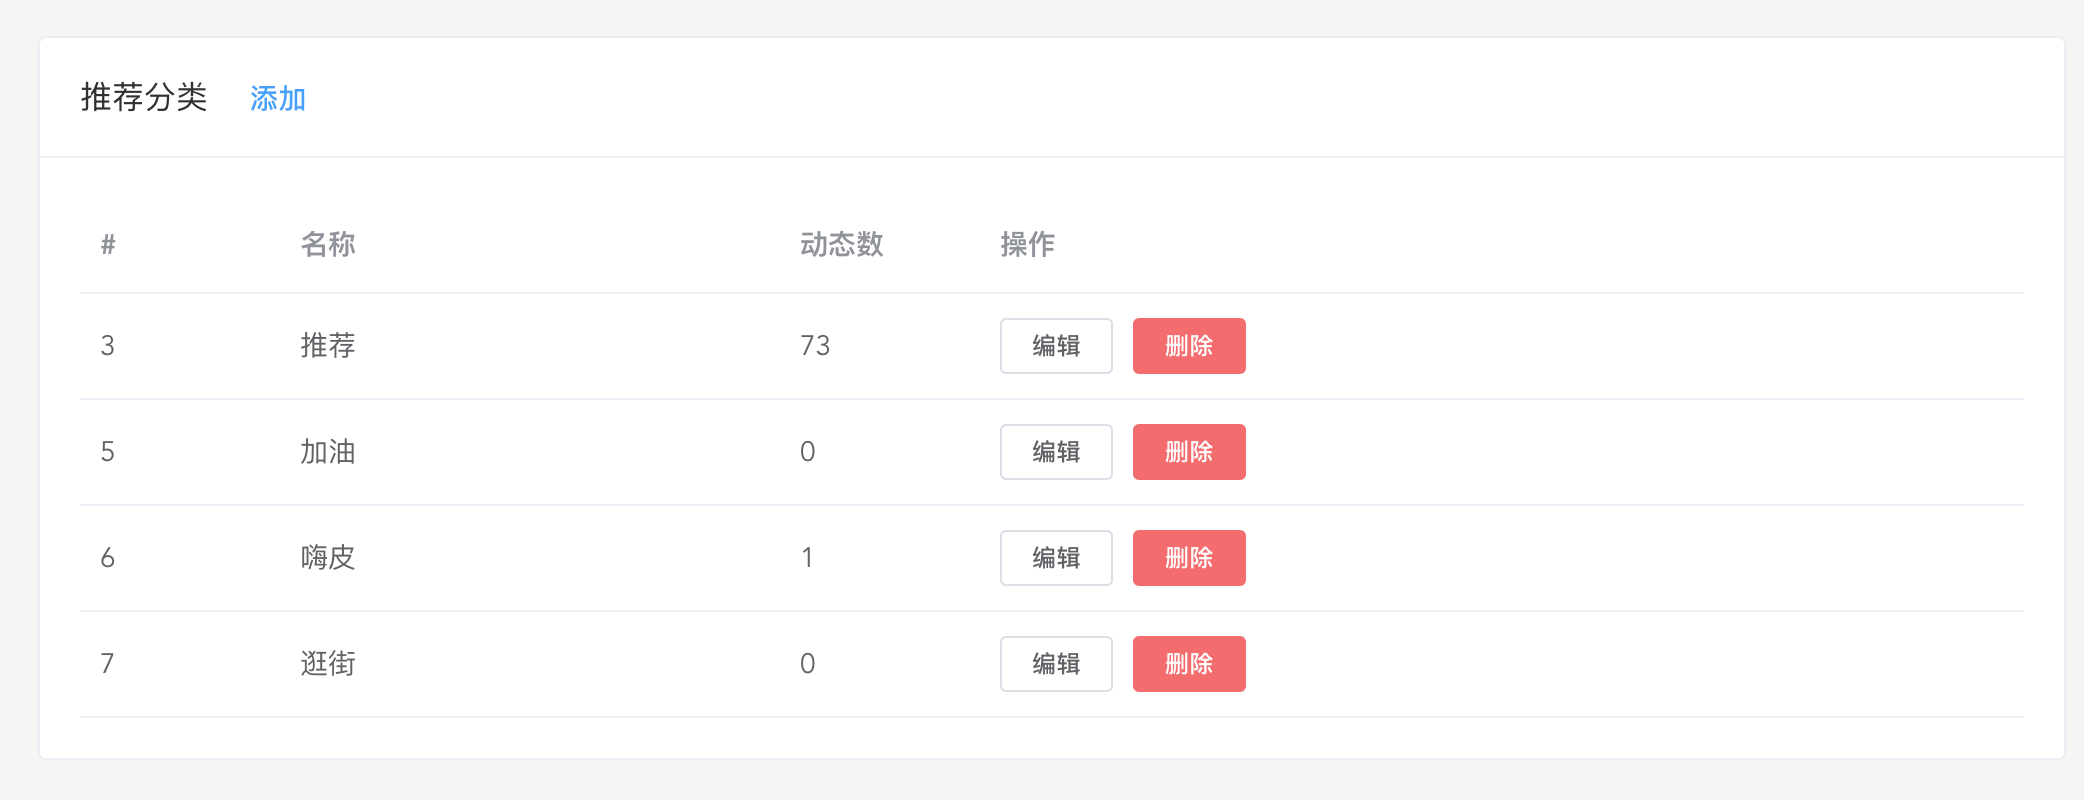 推荐分类 添加
# 名称 动态数 操作
3 推荐 73 编辑 删除
5 加油 0 编辑 删除
6 嗨皮 1 编辑 删除
7 逛街 0 编辑 删除